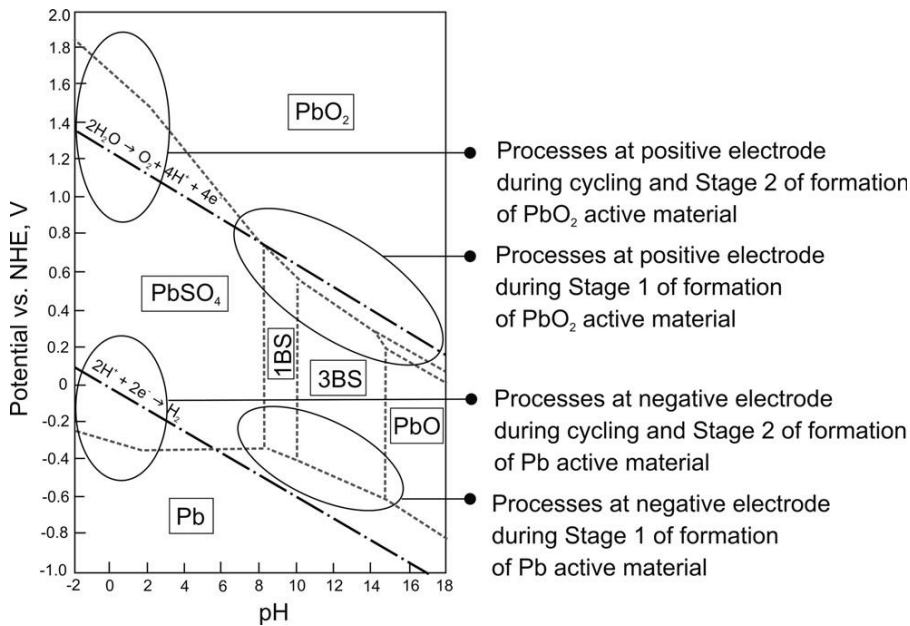 2.0
1.8
1.6
1.4
1.2
1.0
0.8
0.6
0.4
0.2
0
-0.2
-0.4
-0.6
-0.8
-1.0
Potential vs. NHE, V
-2 0 2 4 6 8 10 12 14 16 18
pH
PbO₂
2H₂O → O₂ + 4H⁺ + 4e
PbSO₄
1BS
3BS
PbO
2H⁺ + 2e⁻ → H₂
Pb
Processes at positive electrode
during cycling and Stage 2 of formation
of PbO₂ active material
Processes at positive electrode
during Stage 1 of formation
of PbO₂ active material
Processes at negative electrode
during cycling and Stage 2 of formation
of Pb active material
Processes at negative electrode
during Stage 1 of formation
of Pb active material